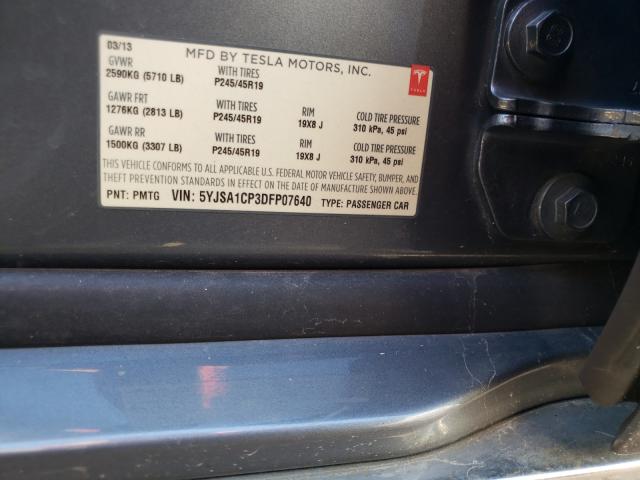 03/13 MFD BY TESLA MOTORS, INC.
GVWR
2590KG (5710 LB) WITH TIRES P245/45R19
TESLA
GAWR FRT
1276KG (2813 LB) WITH TIRES P245/45R19 RIM 19X8 J COLD TIRE PRESSURE 310 kPa, 45 psi
GAWR RR
1500KG (3307 LB) WITH TIRES P245/45R19 RIM 19X8 J COLD TIRE PRESSURE 310 kPa, 45 psi
THIS VEHICLE CONFORMS TO ALL APPLICABLE U.S. FEDERAL MOTOR VEHICLE SAFETY, BUMPER, AND
THEFT PREVENTION STANDARDS IN EFFECT ON THE DATE OF MANUFACTURE SHOWN ABOVE.
PNT: PMTG VIN: 5YJSA1CP3DFP07640 TYPE: PASSENGER CAR